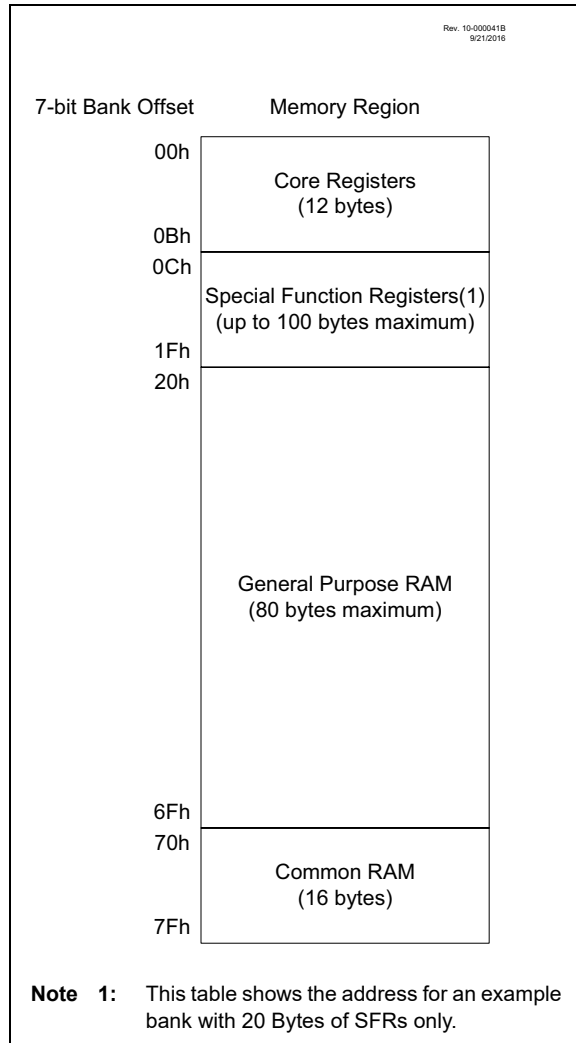 Rev. 10-000041B
9/21/2016
7-bit Bank Offset Memory Region
00h
Core Registers
(12 bytes)
0Bh
0Ch
Special Function Registers(1)
(up to 100 bytes maximum)
1Fh
20h
General Purpose RAM
(80 bytes maximum)
6Fh
70h
Common RAM
(16 bytes)
7Fh
Note 1: This table shows the address for an example
bank with 20 Bytes of SFRs only.